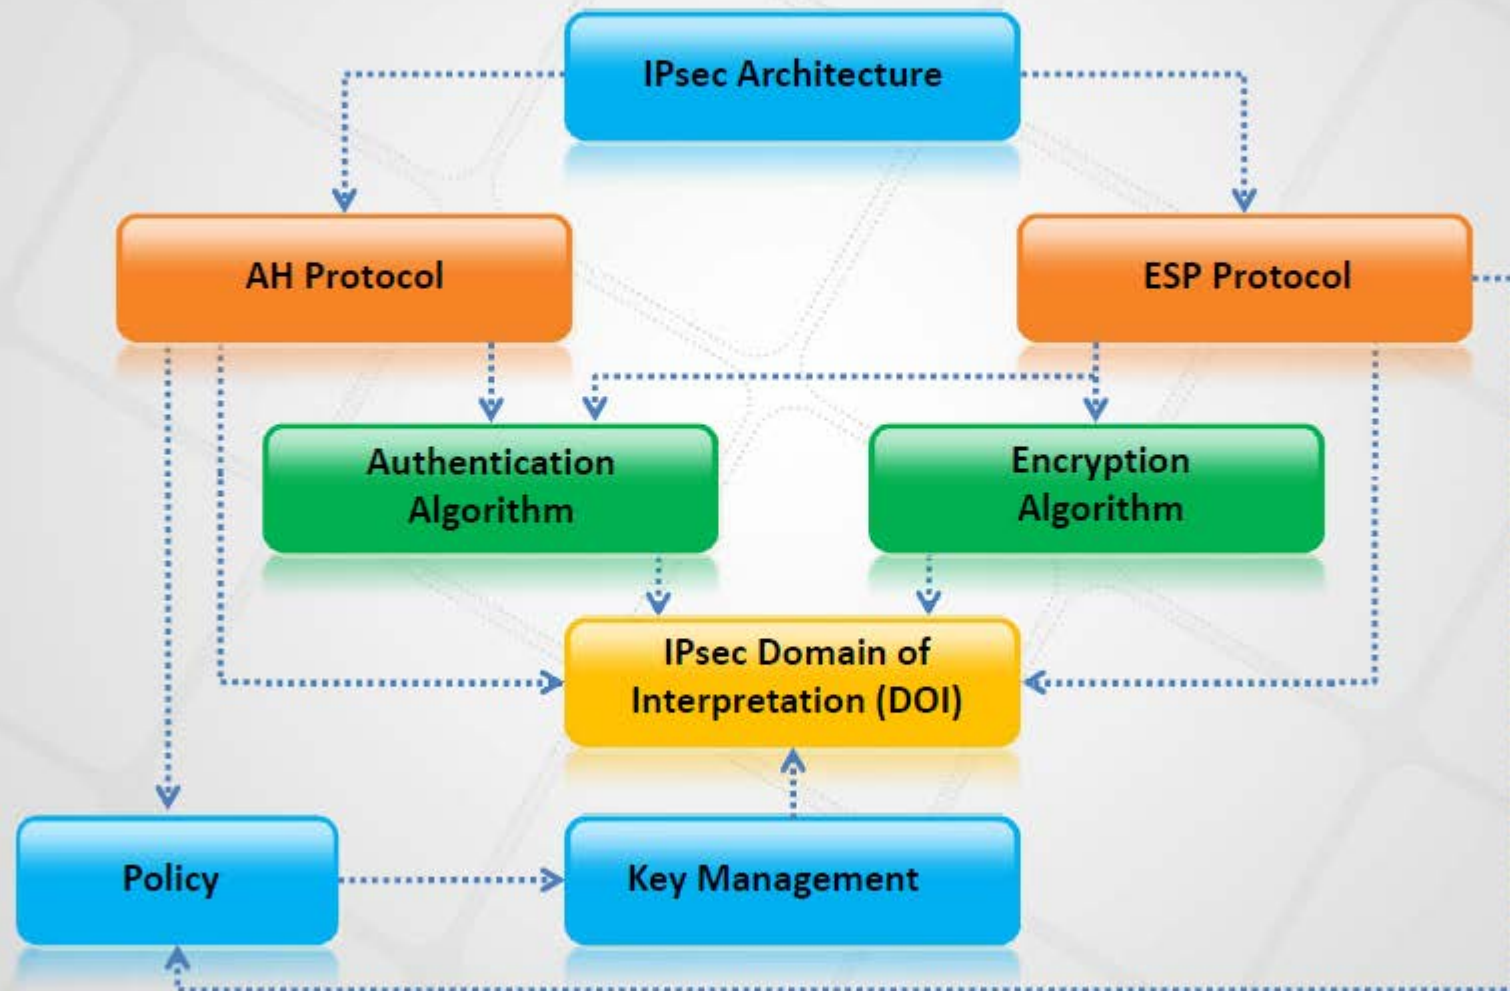 IPsec Architecture
AH Protocol
ESP Protocol
Authentication
Algorithm
Encryption
Algorithm
IPsec Domain of
Interpretation (DOI)
Policy
Key Management